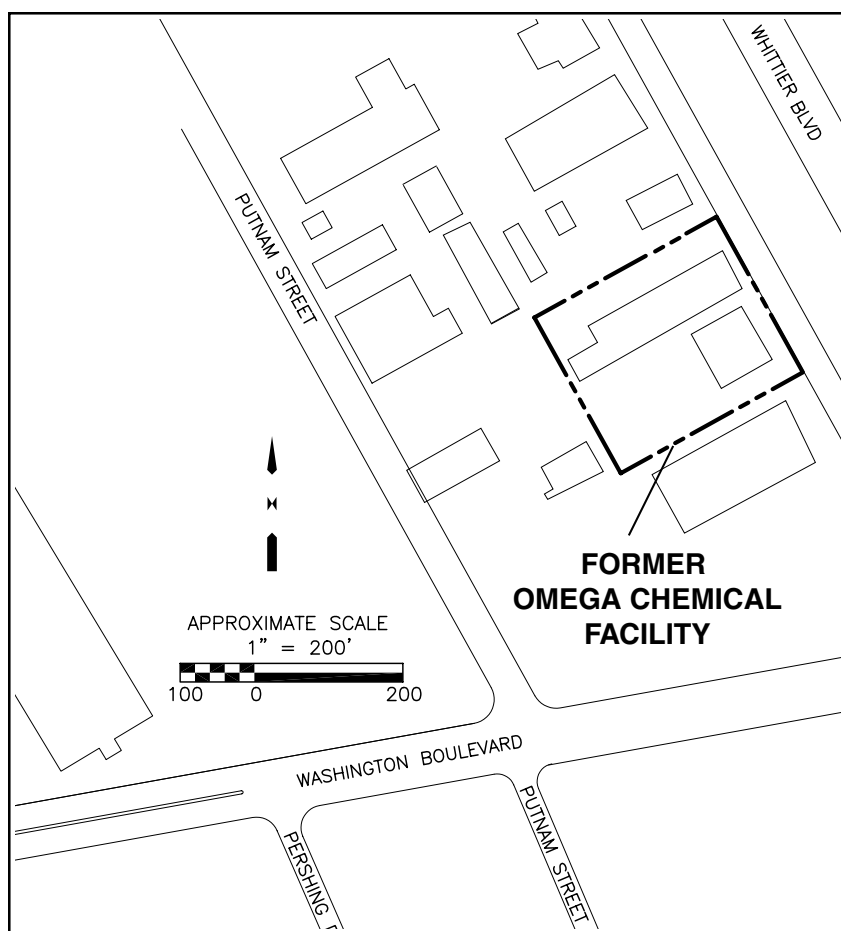 WHITTIER BLVD
PUTNAM STREET
FORMER
OMEGA CHEMICAL
FACILITY
APPROXIMATE SCALE
1" = 200'
100 0 200
WASHINGTON BOULEVARD
PERSHING
PUTNAM STREET